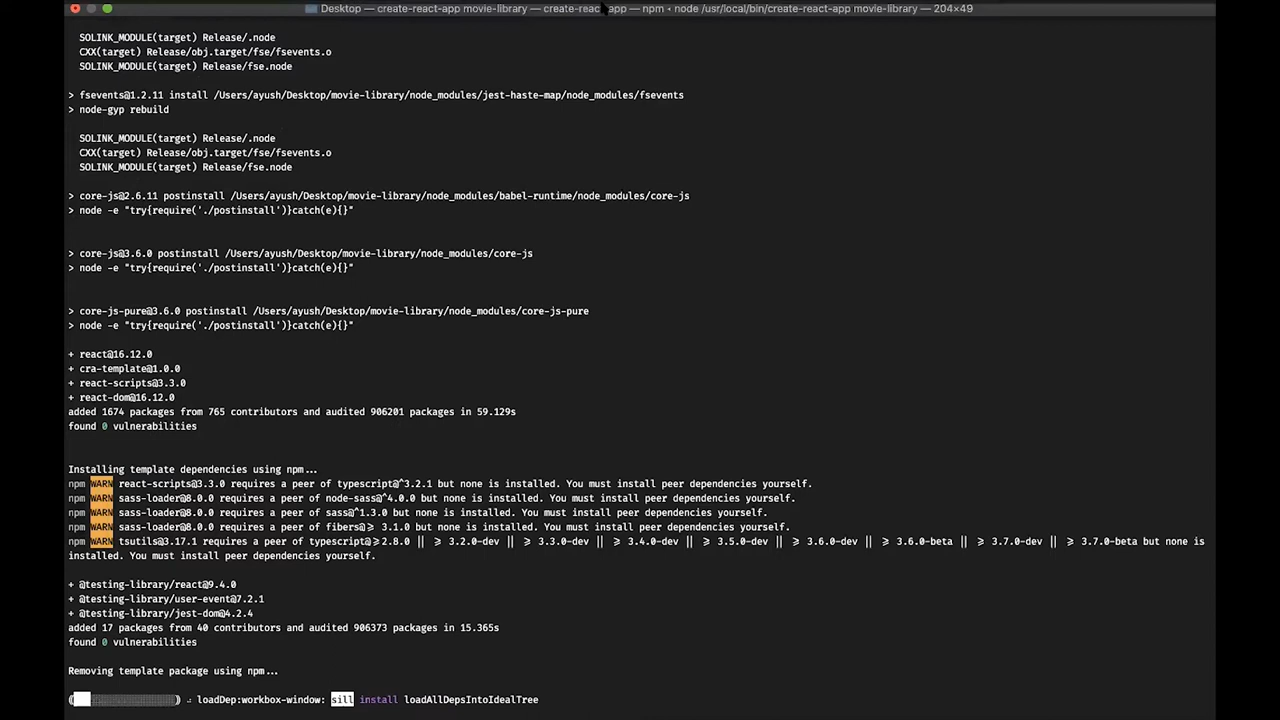 Desktop — create-react-app movie-library — create-react-app — npm • node /usr/local/bin/create-react-app movie-library — 204×49
SOLINK_MODULE(target) Release/.node
CXX(target) Release/obj.target/fse/fsevents.o
SOLINK_MODULE(target) Release/fse.node
> fsevents@1.2.11 install /Users/ayush/Desktop/movie-library/node_modules/jest-haste-map/node_modules/fsevents
> node-gyp rebuild
SOLINK_MODULE(target) Release/.node
CXX(target) Release/obj.target/fse/fsevents.o
SOLINK_MODULE(target) Release/fse.node
> core-js@2.6.11 postinstall /Users/ayush/Desktop/movie-library/node_modules/babel-runtime/node_modules/core-js
> node -e "try{require('./postinstall')}catch(e){}"
> core-js@3.6.0 postinstall /Users/ayush/Desktop/movie-library/node_modules/core-js
> node -e "try{require('./postinstall')}catch(e){}"
> core-js-pure@3.6.0 postinstall /Users/ayush/Desktop/movie-library/node_modules/core-js-pure
> node -e "try{require('./postinstall')}catch(e){}"
+ react@16.12.0
+ cra-template@1.0.0
+ react-scripts@3.3.0
+ react-dom@16.12.0
added 1674 packages from 765 contributors and audited 906201 packages in 59.129s
found 0 vulnerabilities
Installing template dependencies using npm...
npm WARN react-scripts@3.3.0 requires a peer of typescript@^3.2.1 but none is installed. You must install peer dependencies yourself.
npm WARN sass-loader@8.0.0 requires a peer of node-sass@^4.0.0 but none is installed. You must install peer dependencies yourself.
npm WARN sass-loader@8.0.0 requires a peer of sass@^1.3.0 but none is installed. You must install peer dependencies yourself.
npm WARN sass-loader@8.0.0 requires a peer of fibers@≥ 3.1.0 but none is installed. You must install peer dependencies yourself.
npm WARN tsutils@3.17.1 requires a peer of typescript@≥2.8.0 || ≥ 3.2.0-dev || ≥ 3.3.0-dev || ≥ 3.4.0-dev || ≥ 3.5.0-dev || ≥ 3.6.0-dev || ≥ 3.6.0-beta || ≥ 3.7.0-dev || ≥ 3.7.0-beta but none is
installed. You must install peer dependencies yourself.
+ @testing-library/react@9.4.0
+ @testing-library/user-event@7.2.1
+ @testing-library/jest-dom@4.2.4
added 17 packages from 40 contributors and audited 906373 packages in 15.365s
found 0 vulnerabilities
Removing template package using npm...
loadDep:workbox-window: sill install loadAllDepsIntoIdealTree